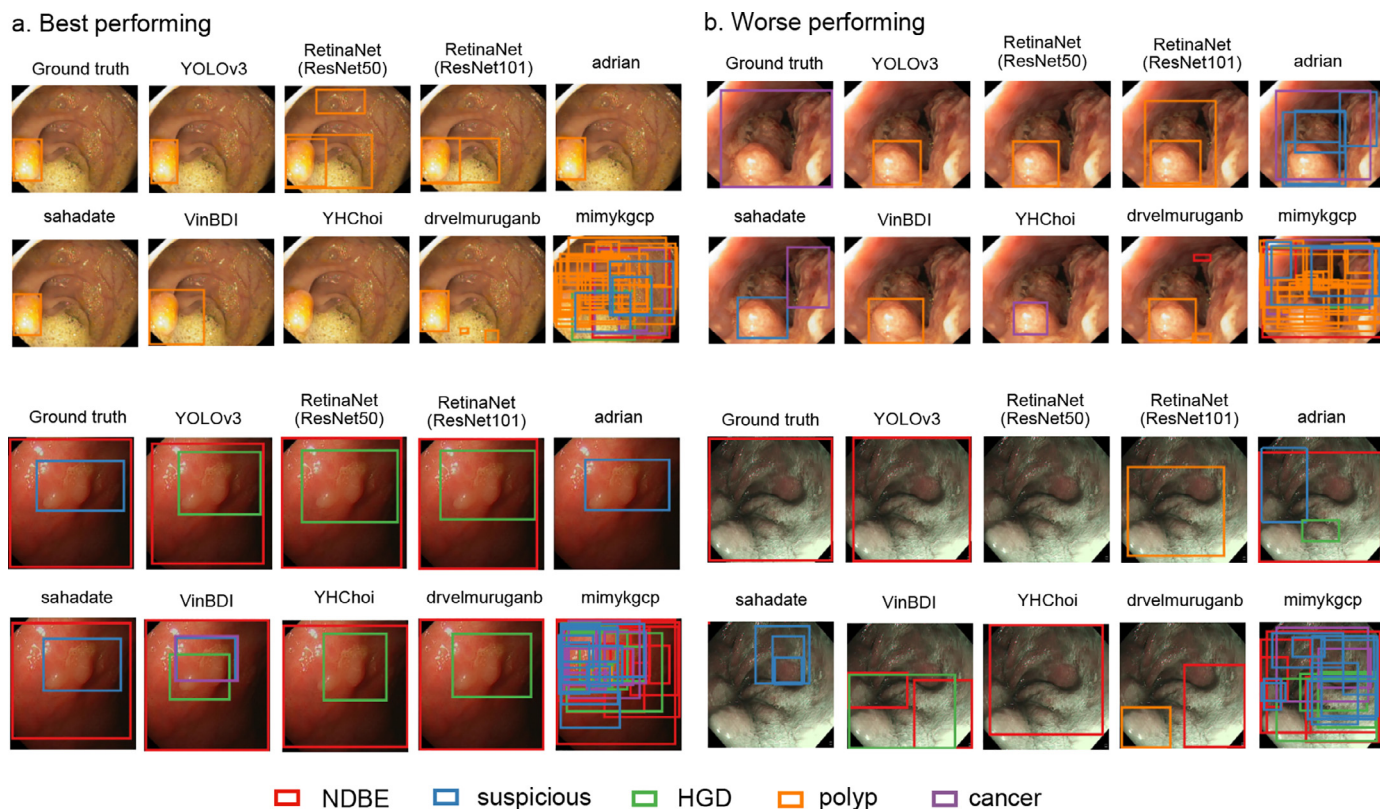 a. Best performing
Ground truth
YOLOv3
RetinaNet
(ResNet50)
RetinaNet
(ResNet101)
adrian
sahadate
VinBDI
YHChoi
drvelmuruganb
mimykgcp
Ground truth
YOLOv3
RetinaNet
(ResNet50)
RetinaNet
(ResNet101)
adrian
sahadate
VinBDI
YHChoi
drvelmuruganb
mimykgcp
b. Worse performing
Ground truth
YOLOv3
RetinaNet
(ResNet50)
RetinaNet
(ResNet101)
adrian
sahadate
VinBDI
YHChoi
drvelmuruganb
mimykgcp
Ground truth
YOLOv3
RetinaNet
(ResNet50)
RetinaNet
(ResNet101)
adrian
sahadate
VinBDI
YHChoi
drvelmuruganb
mimykgcp
NDBE suspicious HGD polyp cancer